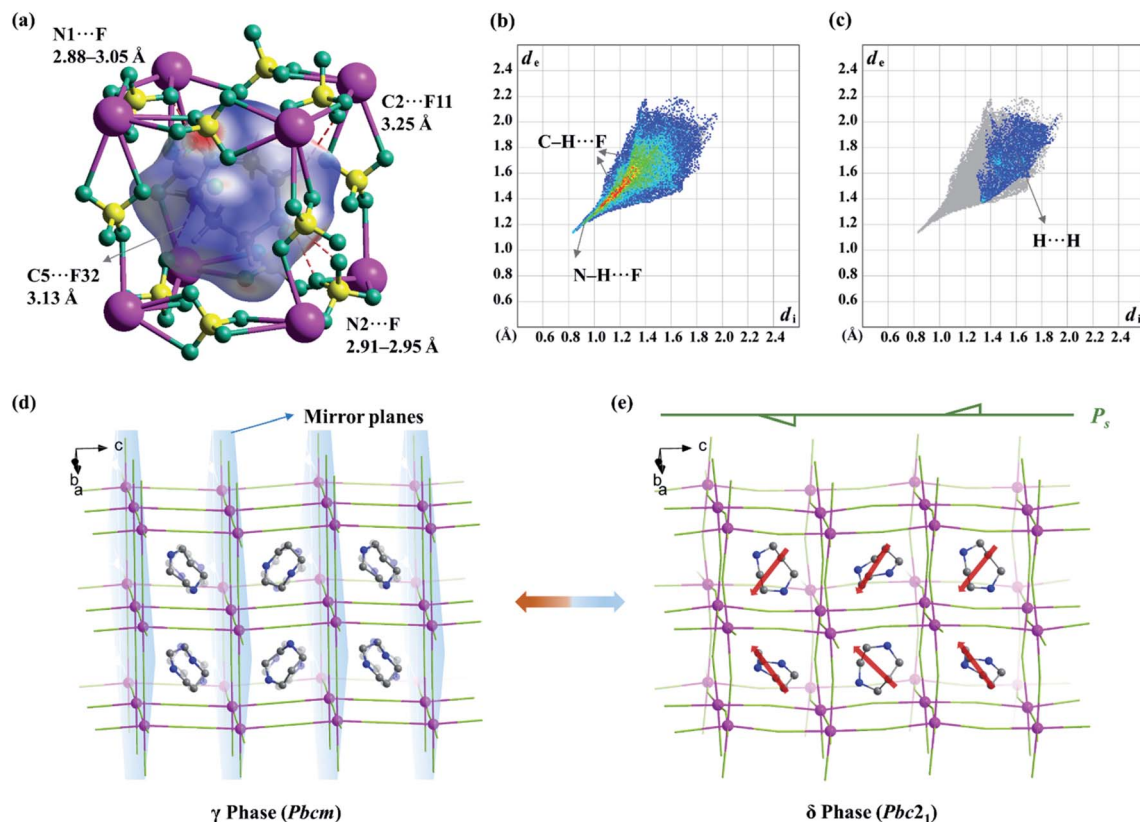 (a)
N1···F
2.88–3.05 Å
C2···F11
3.25 Å
C5···F32
3.13 Å
N2···F
2.91–2.95 Å
(b)
de
2.4
2.2
2.0
1.8
1.6
1.4
1.2
1.0
0.8
0.6
C–H···F
N–H···F
di
(Å) 0.6 0.8 1.0 1.2 1.4 1.6 1.8 2.0 2.2 2.4
(c)
de
2.4
2.2
2.0
1.8
1.6
1.4
1.2
1.0
0.8
0.6
H···H
di
(Å) 0.6 0.8 1.0 1.2 1.4 1.6 1.8 2.0 2.2 2.4
(d)
Mirror planes
c
b
a
γ Phase (Pbcm)
(e)
Ps
c
b
a
δ Phase (Pbc2₁)